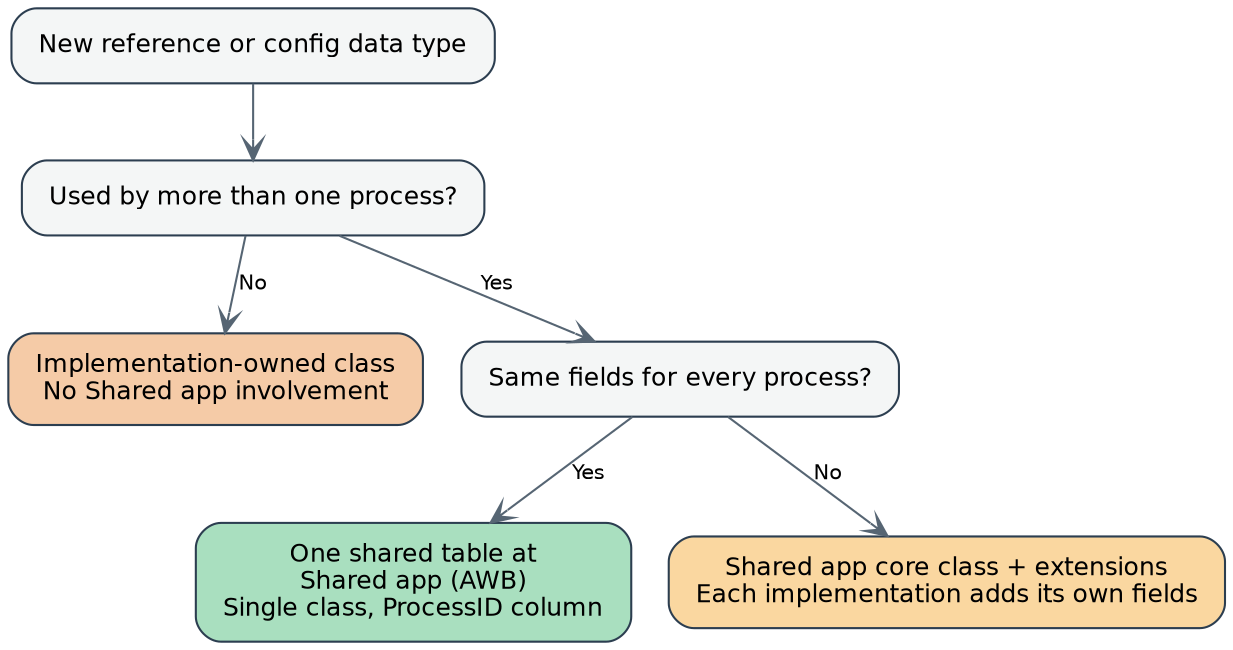 New reference or config data type
Used by more than one process?
No
Yes
Implementation-owned class
No Shared app involvement
Same fields for every process?
Yes
No
One shared table at
Shared app (AWB)
Single class, ProcessID column
Shared app core class + extensions
Each implementation adds its own fields